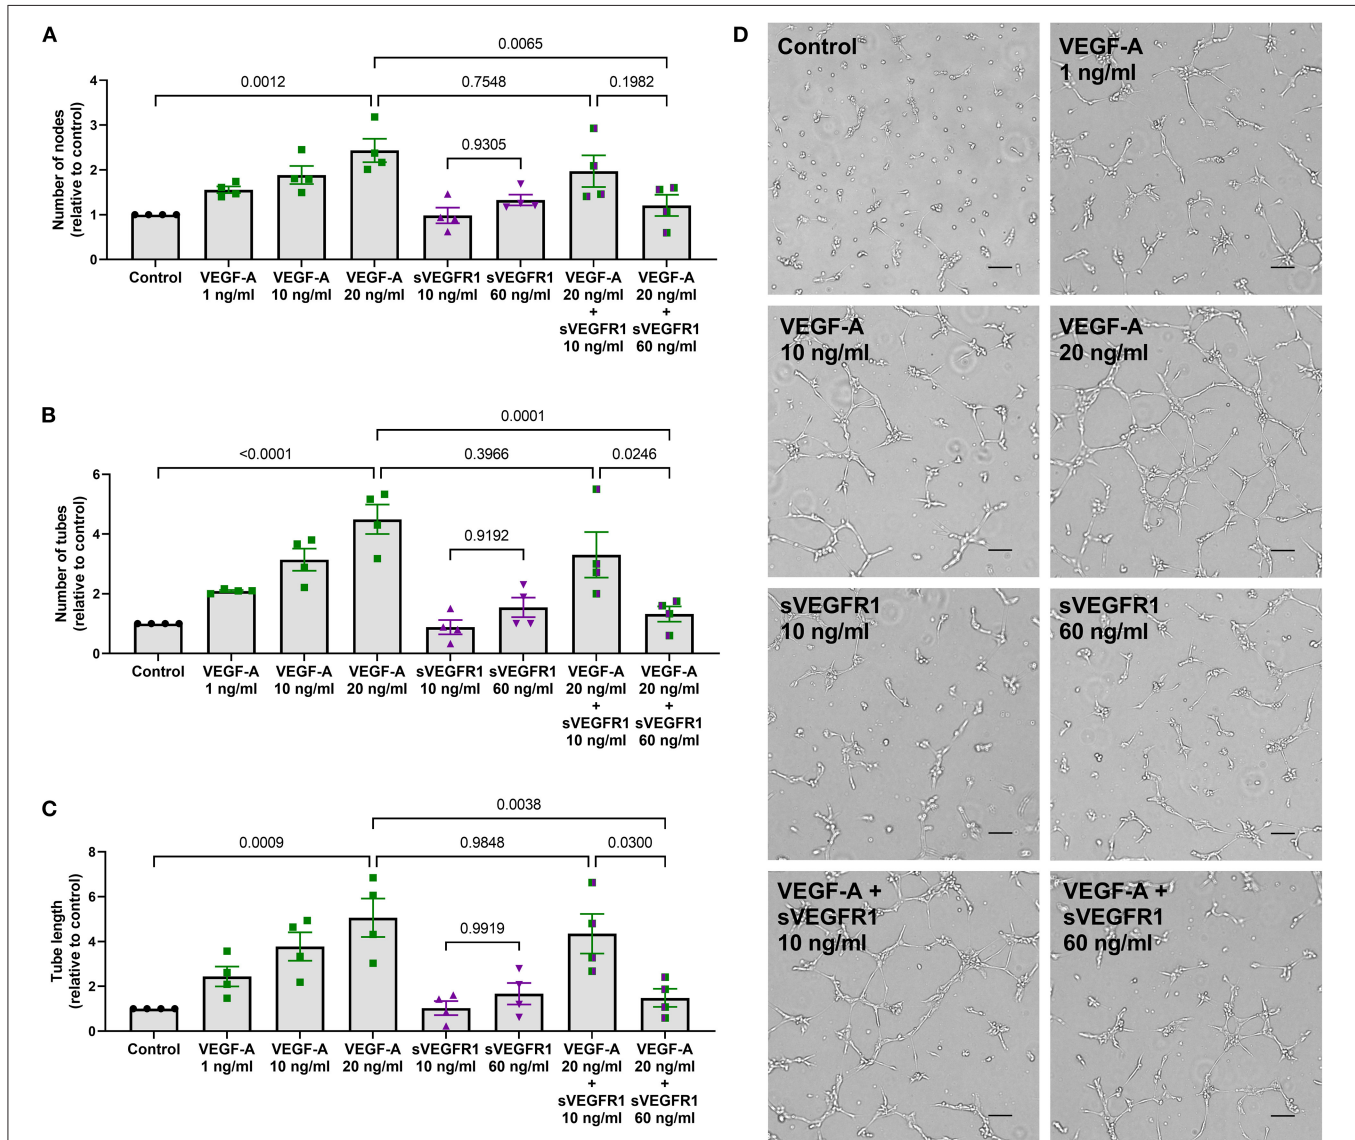 A
0.0065
0.0012
0.7548
0.1982
0.9305
Number of nodes
(relative to control)
4
3
2
1
0
Control
VEGF-A
1 ng/ml
VEGF-A
10 ng/ml
VEGF-A
20 ng/ml
sVEGFR1
10 ng/ml
sVEGFR1
60 ng/ml
VEGF-A
20 ng/ml
+
sVEGFR1
10 ng/ml
VEGF-A
20 ng/ml
+
sVEGFR1
60 ng/ml
B
0.0001
<0.0001
0.3966
0.0246
0.9192
Number of tubes
(relative to control)
6
4
2
0
Control
VEGF-A
1 ng/ml
VEGF-A
10 ng/ml
VEGF-A
20 ng/ml
sVEGFR1
10 ng/ml
sVEGFR1
60 ng/ml
VEGF-A
20 ng/ml
+
sVEGFR1
10 ng/ml
VEGF-A
20 ng/ml
+
sVEGFR1
60 ng/ml
C
0.0038
0.0009
0.9848
0.0300
0.9919
Tube length
(relative to control)
8
6
4
2
0
Control
VEGF-A
1 ng/ml
VEGF-A
10 ng/ml
VEGF-A
20 ng/ml
sVEGFR1
10 ng/ml
sVEGFR1
60 ng/ml
VEGF-A
20 ng/ml
+
sVEGFR1
10 ng/ml
VEGF-A
20 ng/ml
+
sVEGFR1
60 ng/ml
D
Control
VEGF-A
1 ng/ml
VEGF-A
10 ng/ml
VEGF-A
20 ng/ml
sVEGFR1
10 ng/ml
sVEGFR1
60 ng/ml
VEGF-A +
sVEGFR1
10 ng/ml
VEGF-A +
sVEGFR1
60 ng/ml